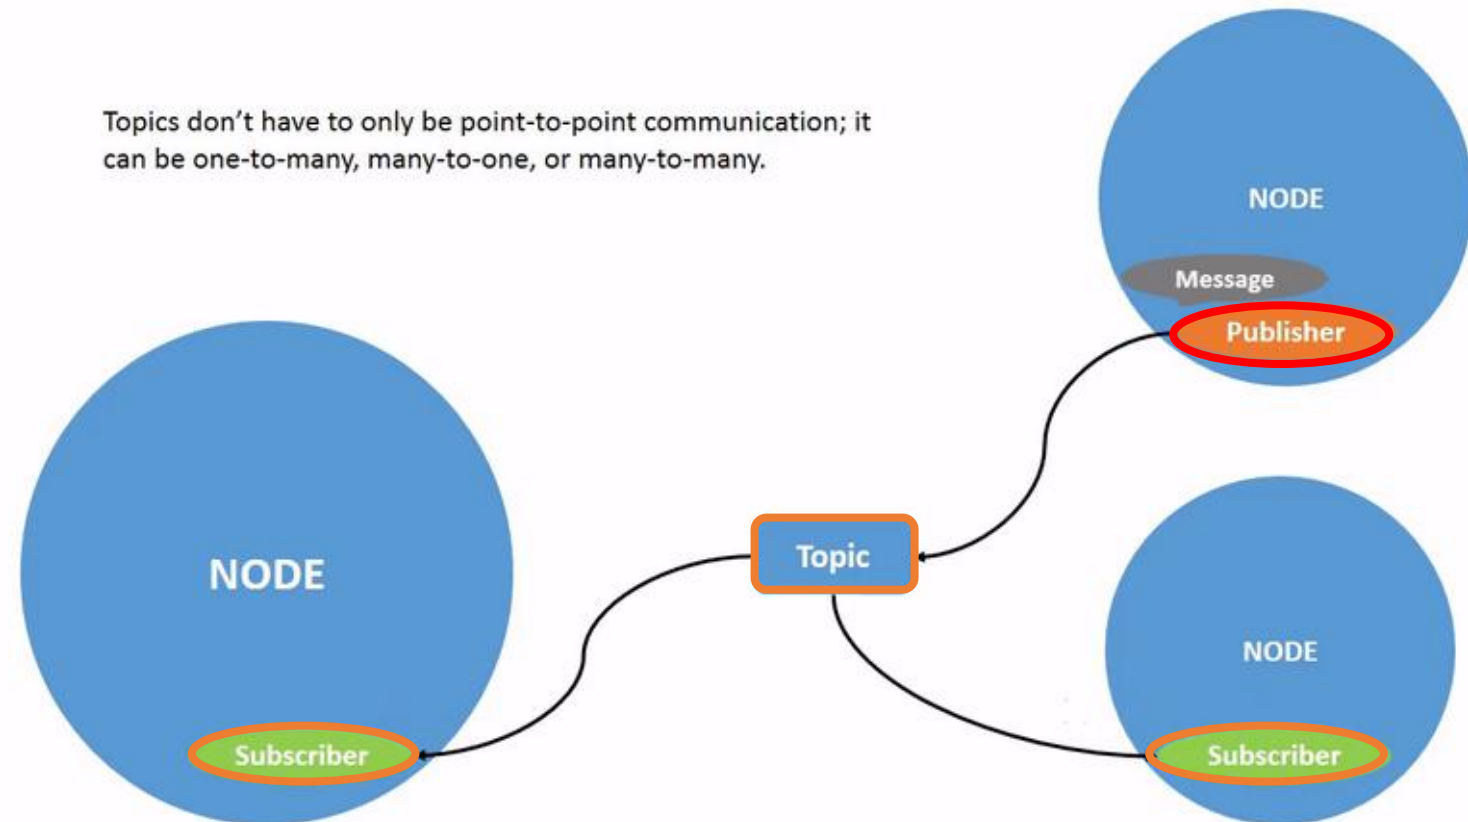 Topics don't have to only be point-to-point communication; it
can be one-to-many, many-to-one, or many-to-many.
NODE
Message
Publisher
Topic
NODE
Subscriber
NODE
Subscriber